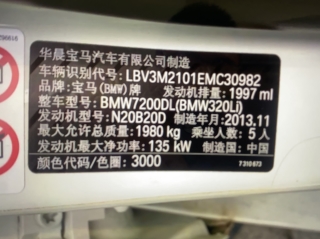 华晨宝马汽车有限公司制造
车辆识别代号: LBV3M2101EMC30982
品牌: 宝马(BMW)牌 发动机排量: 1997 ml
整车型号: BMW7200DL(BMW320Li)
发动机型号: N20B20D 制造年月: 2013.11
最大允许总质量: 1980 kg 乘坐人数: 5 人
发动机最大净功率: 135 kW 制造国: 中国
颜色代码/色圈: 3000 7 310 673